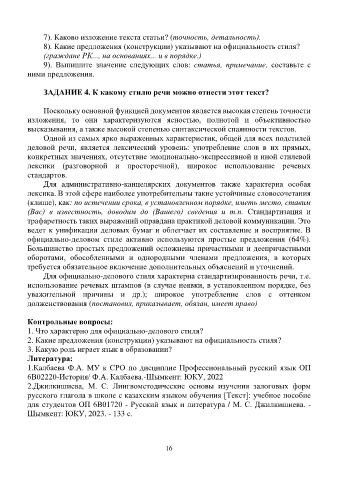 7). Каково изложение текста статьи? (точность, детальность).
8). Какие предложения (конструкции) указывают на официальность стиля?
(граждане РК..., на основаниях... и в порядке.)
9). Выпишите значение следующих слов: статья, примечание, составьте с
ними предложения.
ЗАДАНИЕ 4. К какому стилю речи можно отнести этот текст?
Поскольку основной функцией документов является высокая степень точности
изложения, то они характеризуются ясностью, полнотой и объективностью
высказывания, а также высокой степенью синтаксической слаженности текстов.
Одной из самых ярко выраженных характеристик, общей для всех подстилей
деловой речи, является лексический уровень: употребление слов в их прямых,
конкретных значениях, отсутствие эмоционально-экспрессивной и иной стилевой
лексики (разговорной и просторечной), широкое использование речевых
стандартов.
Для административно-канцелярских документов также характерна особая
лексика. В этой сфере наиболее употребительны такие устойчивые словосочетания
(клише), как: по истечении срока, в установленном порядке, иметь место, ставим
(Вас) в известность, доводим до (Вашего) сведения и т.п. Стандартизация и
трафаретность таких выражений оправдана практикой деловой коммуникации. Это
ведет к унификации деловых бумаг и облегчает их составление и восприятие. В
официально-деловом стиле активно используются простые предложения (64%).
Большинство простых предложений осложнены причастными и деепричастными
оборотами, обособленными и однородными членами предложения, в которых
требуется обязательное включение дополнительных объяснений и уточнений.
Для официально-делового стиля характерна стандартизированность речи, т.е.
использование речевых штампов (в случае неявки, в установленном порядке, без
уважительной причины и др.); широкое употребление слов с оттенком
долженствования (постановил, приказывает, обязан, имеет право)
Контрольные вопросы:
1. Что характерно для официально-делового стиля?
2. Какие предложения (конструкции) указывают на официальность стиля?
3. Какую роль играет язык в образовании?
Литература:
1.Калбаева Ф.А. МУ к СРО по дисциплине Профессиональный русский язык ОП
6В02220-История/ Ф.А. Калбаева.-Шымкент: ЮКУ, 2022
2.Джилкишиева, М. С. Лингвометодические основы изучения залоговых форм
русского глагола в школе с казахским языком обучения [Текст]: учебное пособие
для студентов ОП 6В01720 - Русский язык и литература / М. С. Джилкишиева. -
Шымкент: ЮКУ, 2023. - 133 с.
16